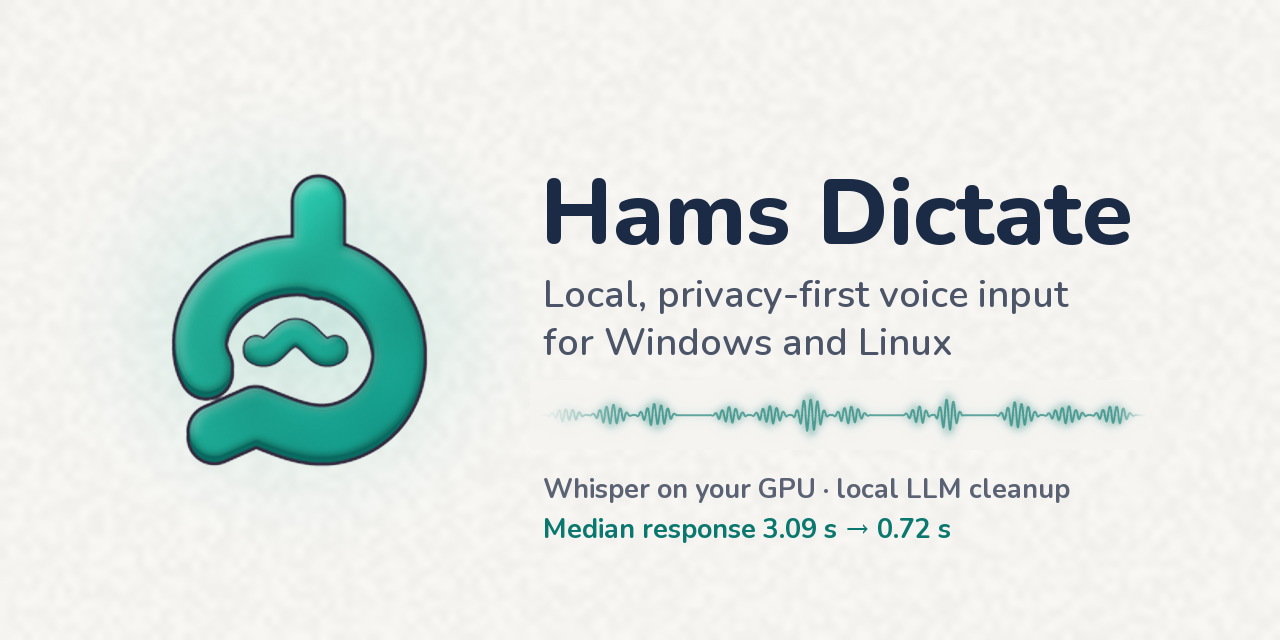 Hams Dictate
Local, privacy-first voice input
for Windows and Linux
Whisper on your GPU · local LLM cleanup
Median response 3.09 s → 0.72 s